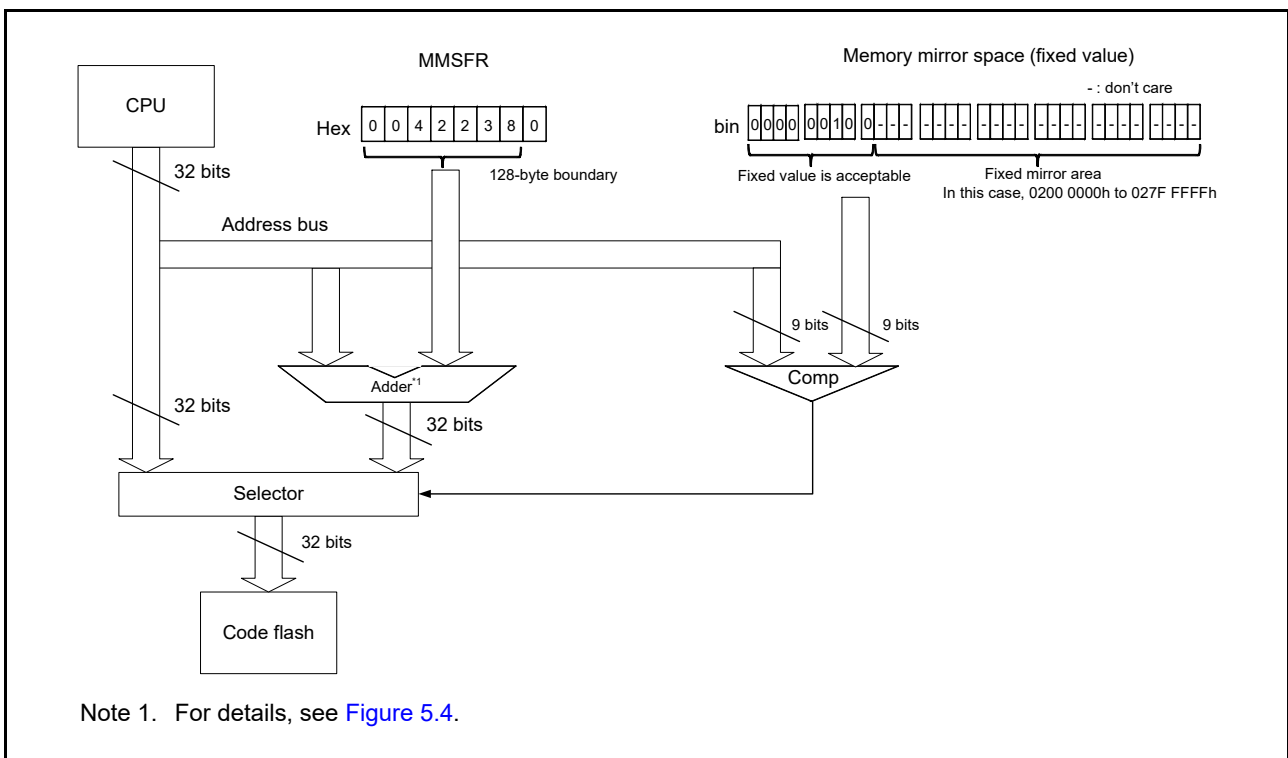 MMSFR
Memory mirror space (fixed value)
- : don't care
CPU
Hex 0 0 4 2 2 3 8 0
bin 0000 0010 0--- ---- ---- ---- ---- ----
128-byte boundary
Fixed value is acceptable
Fixed mirror area
In this case, 0200 0000h to 027F FFFFh
32 bits
Address bus
9 bits
9 bits
Adder*1
Comp
32 bits
32 bits
Selector
32 bits
Code flash
Note 1. For details, see Figure 5.4.